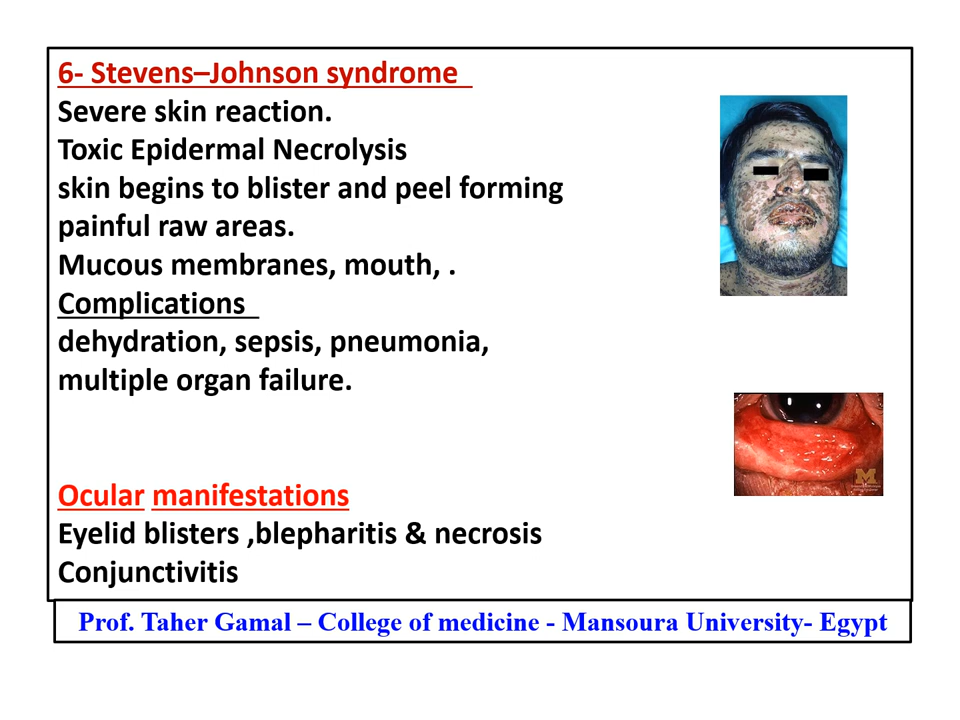 6- Stevens–Johnson syndrome
Severe skin reaction.
Toxic Epidermal Necrolysis
skin begins to blister and peel forming
painful raw areas.
Mucous membranes, mouth, .
Complications
dehydration, sepsis, pneumonia,
multiple organ failure.
Ocular manifestations
Eyelid blisters ,blepharitis & necrosis
Conjunctivitis
M
Prof. Taher Gamal – College of medicine - Mansoura University- Egypt